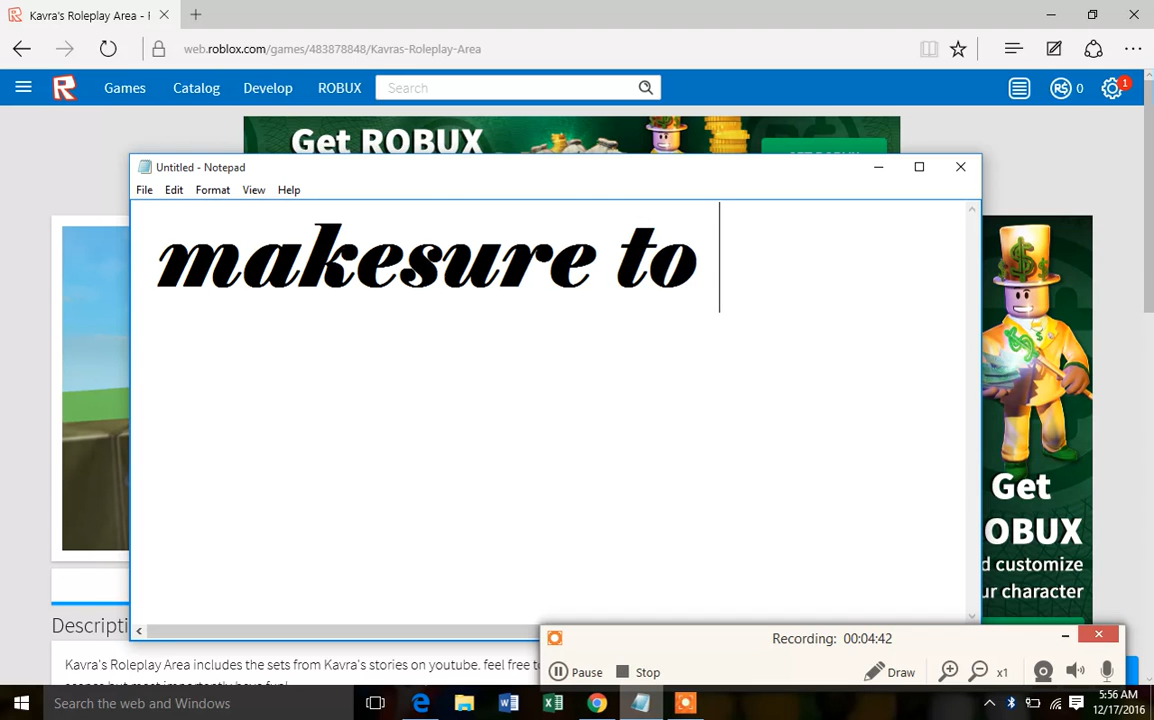 Kavra's Roleplay Area - F
web.roblox.com/games/483878848/Kavras-Roleplay-Area
Games Catalog Develop ROBUX Search R$ 0 1
Get ROBUX
Untitled - Notepad
File Edit Format View Help
makesure to
Get
OBUX
d customize
ur character
Descripti
Kavra's Roleplay Area includes the sets from Kavra's stories on youtube. feel free to
Recording: 00:04:42
Pause Stop Draw x1
Search the web and Windows
5:56 AM
12/17/2016